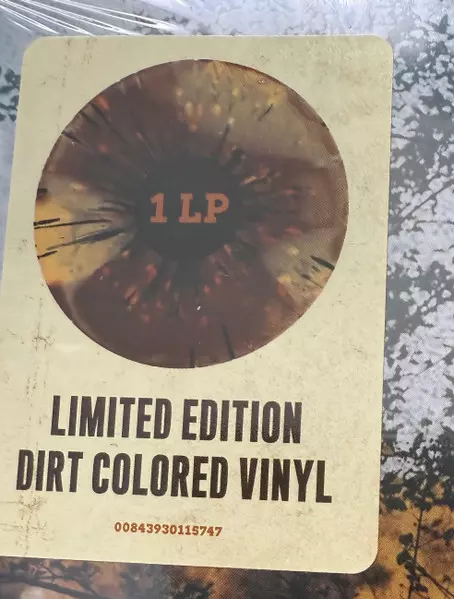 1 LP
LIMITED EDITION
DIRT COLORED VINYL
00843930115747